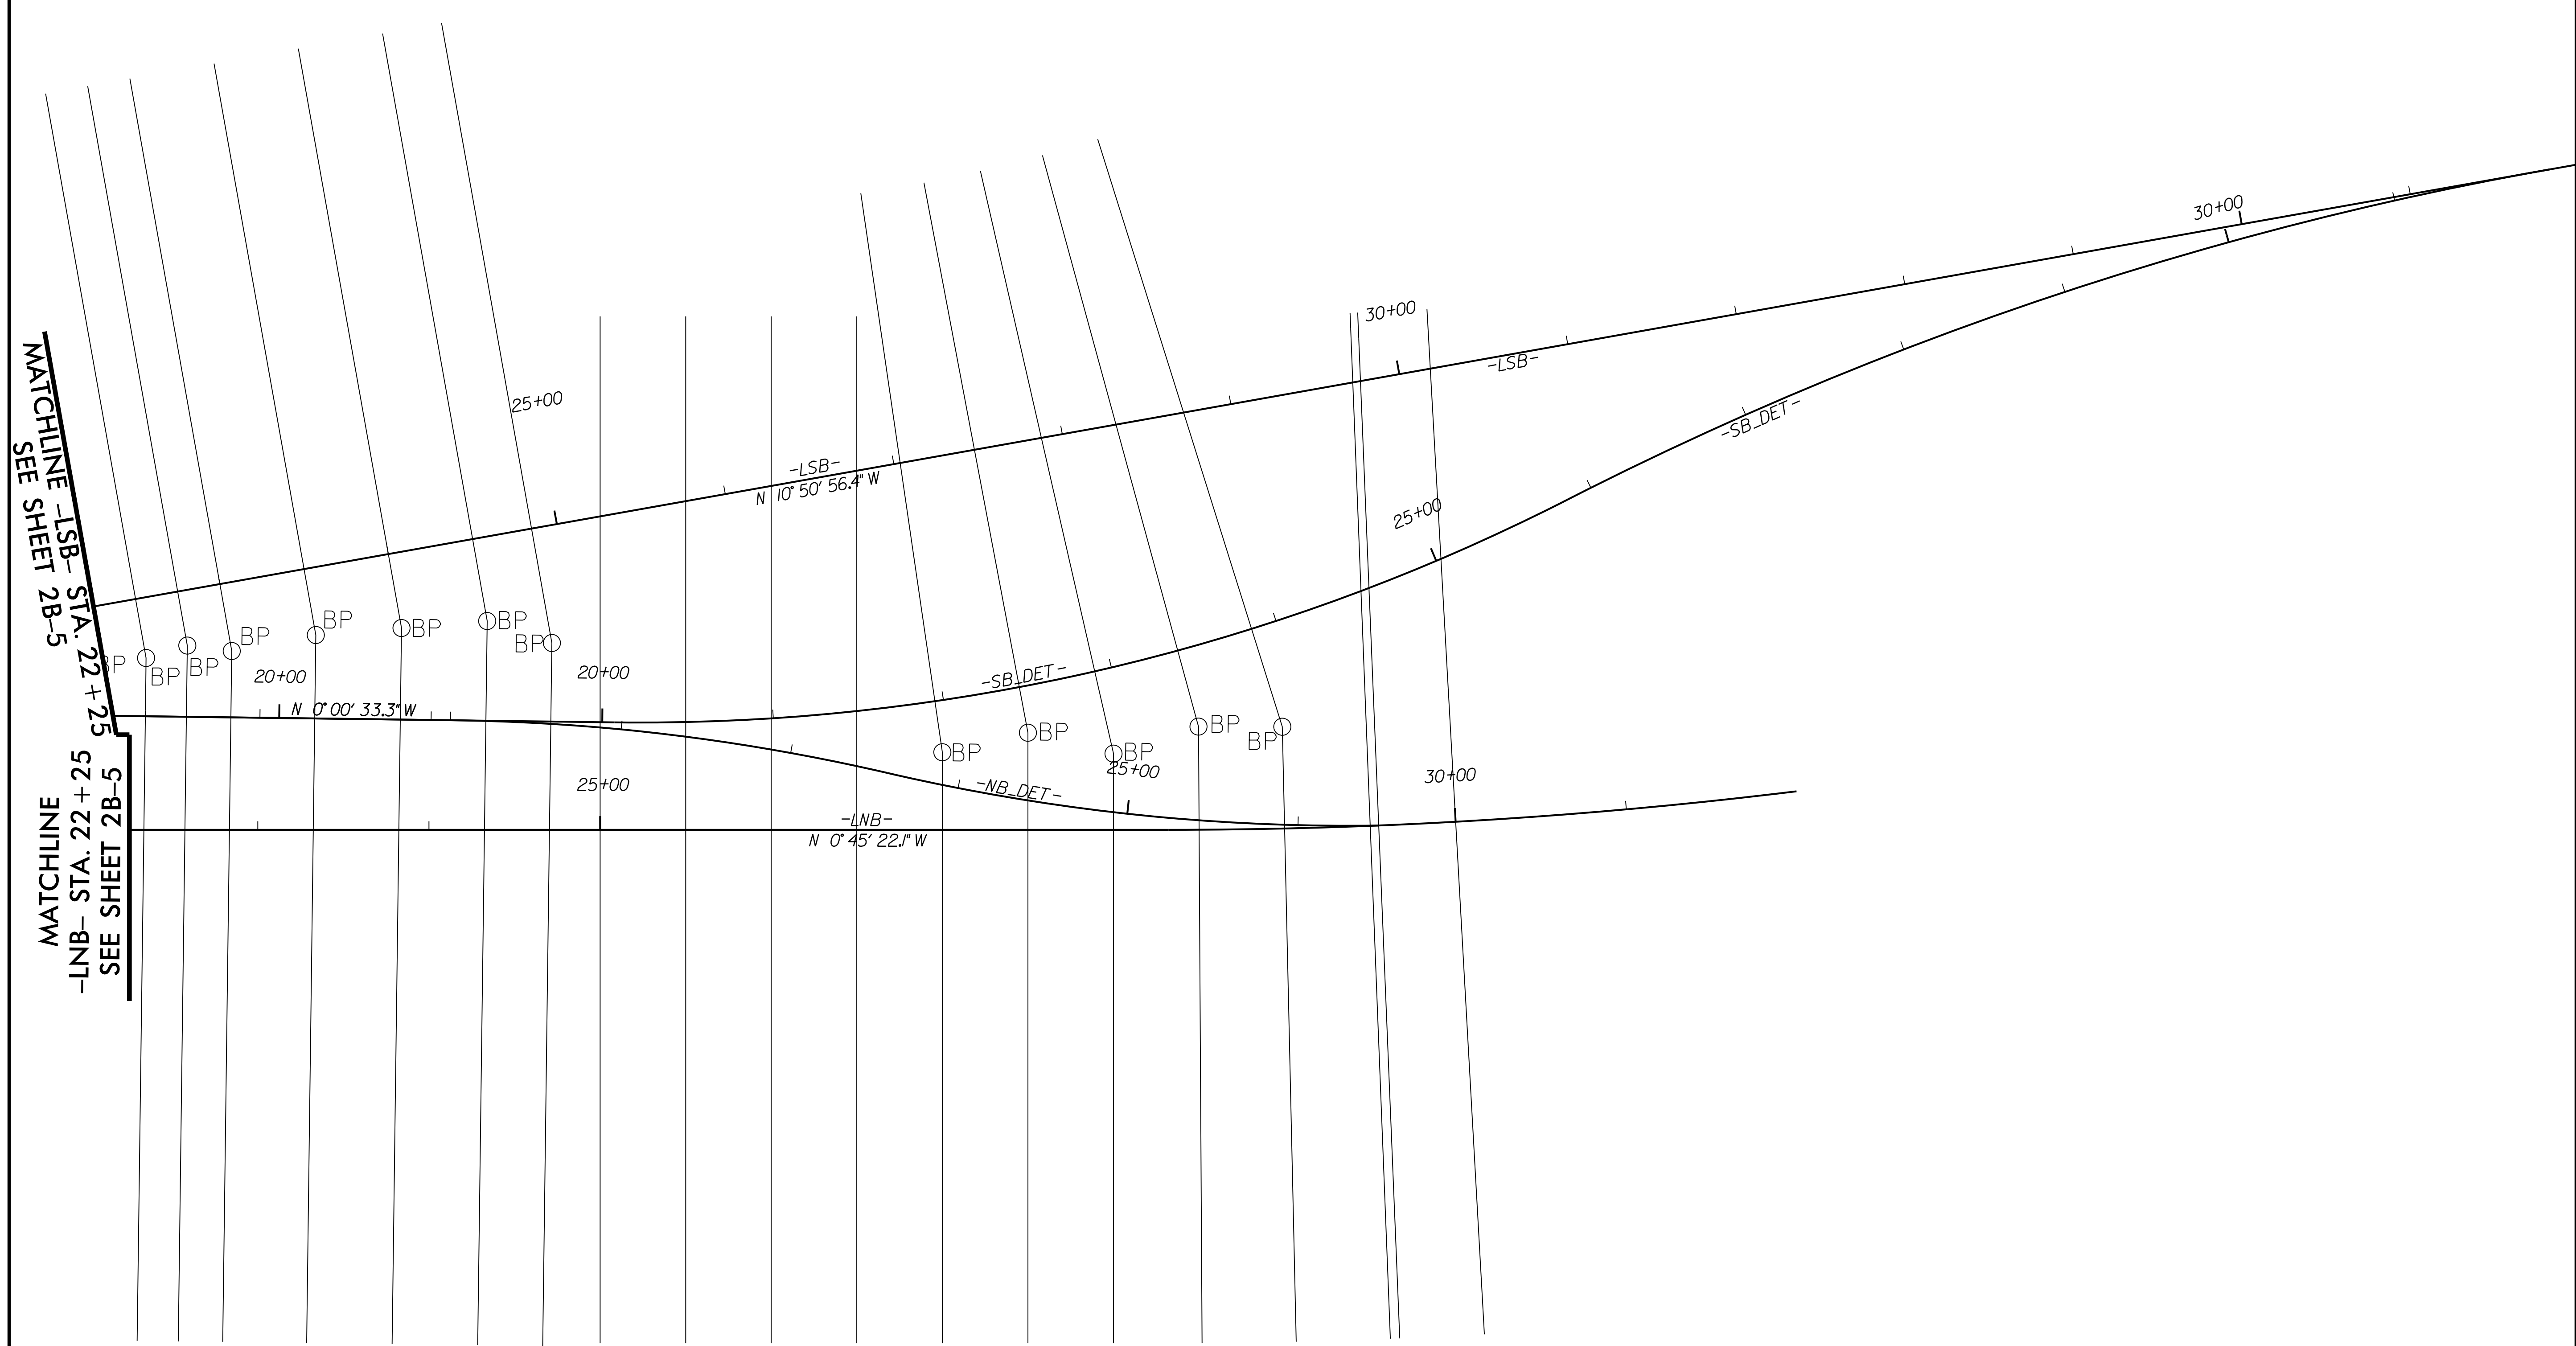 MATCHLINE -LSB- STA. 22+25
SEE SHEET 2B-5
MATCHLINE
-LNB- STA. 22+25
SEE SHEET 2B-5
30+00
30+00
-LSB-
25+00
-LSB-
N 10° 50' 56.4" W
-SB_DET-
25+00
BP
BP
BP
BP
BP
BP
BP
BP
20+00
20+00
-SB_DET-
N 0° 00' 33.3" W
BP
BP
BP
BP
BP
25+00
25+00
30+00
-NB_DET-
-LNB-
N 0° 45' 22.1" W